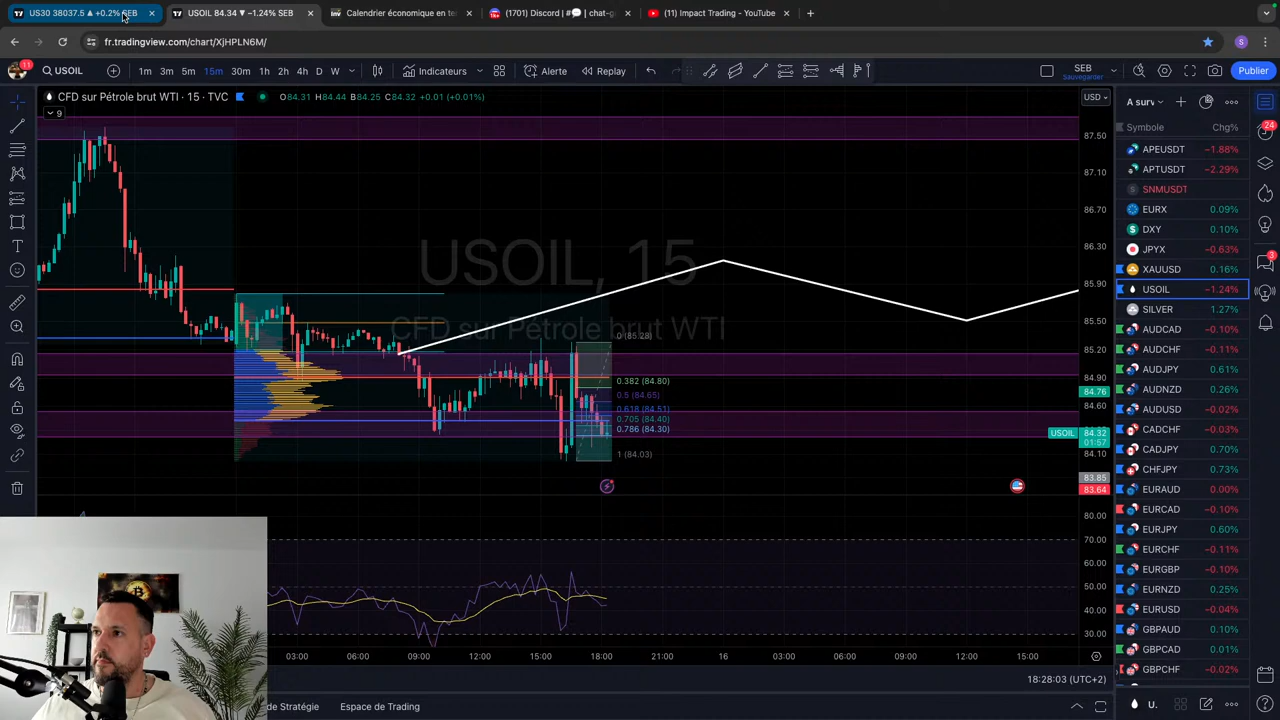 US30 38037.5 ▲ +0.2% SEB
USOIL 84.34 ▼ −1.24% SEB
Calendrier économique en te
(1701) Discord | #💬 | chat-g
(11) Impact Trading - YouTube
fr.tradingview.com/chart/XjHPLN6M/
S
11
USOIL
1m 3m 5m 15m 30m 1h 2h 4h D W
Indicateurs
Alerte
Replay
SEB
Sauvegarder
Publier
CFD sur Pétrole brut WTI · 15 · TVC
O84.31 H84.44 B84.25 C84.32 +0.01 (+0.01%)
9
USD
USOIL, 15
CFD sur Pétrole brut WTI
0 (85.28)
0.382 (84.80)
0.5 (84.65)
0.618 (84.51)
0.705 (84.40)
0.786 (84.30)
1 (84.03)
87.50
87.10
86.70
86.30
85.90
85.50
85.20
84.90
84.76
84.60
USOIL 84.32
01:57
84.10
83.85
83.64
80.00
70.00
60.00
50.00
40.00
30.00
03:00 06:00 09:00 12:00 15:00 18:00 21:00 16 03:00 06:00 09:00 12:00 15:00
18:28:03 (UTC+2)
de Stratégie
Espace de Trading
A surv
Symbole Chg%
APEUSDT −1.88%
APTUSDT −2.29%
SNMUSDT
EURX 0.09%
DXY 0.10%
JPYX −0.63%
XAUUSD 0.16%
USOIL −1.24%
SILVER 1.27%
AUDCAD −0.10%
AUDCHF −0.11%
AUDJPY 0.61%
AUDNZD 0.26%
AUDUSD −0.02%
CADCHF −0.03%
CADJPY 0.70%
CHFJPY 0.73%
EURAUD 0.00%
EURCAD −0.10%
EURJPY 0.60%
EURCHF −0.11%
EURGBP −0.10%
EURNZD 0.25%
EURUSD −0.04%
GBPAUD 0.10%
GBPCAD 0.01%
GBPCHF −0.02%
U.
24
3